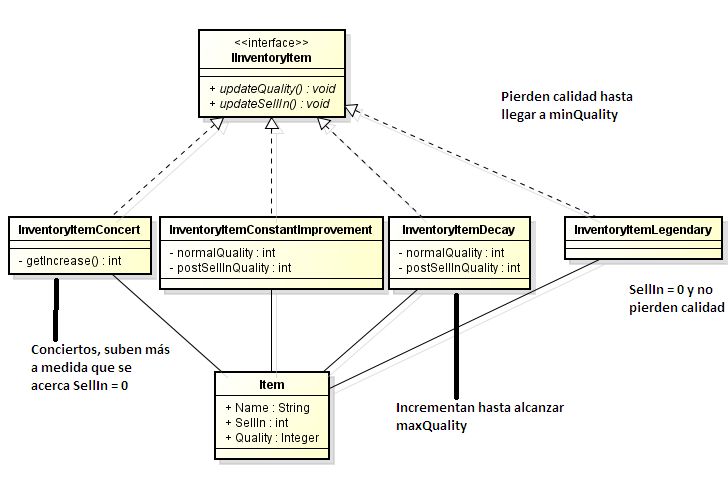 <<interface>>
IInventoryItem
+ updateQuality() : void
+ updateSellIn() : void
Pierden calidad hasta
llegar a minQuality
InventoryItemConcert
- getIncrease() : int
InventoryItemConstantImprovement
- normalQuality : int
- postSellInQuality : int
InventoryItemDecay
- normalQuality : int
- postSellInQuality : int
InventoryItemLegendary
SellIn = 0 y no
pierden calidad
Conciertos, suben más
a medida que se
acerca SellIn = 0
Item
+ Name : String
+ SellIn : int
+ Quality : Integer
Incrementan hasta alcanzar
maxQuality